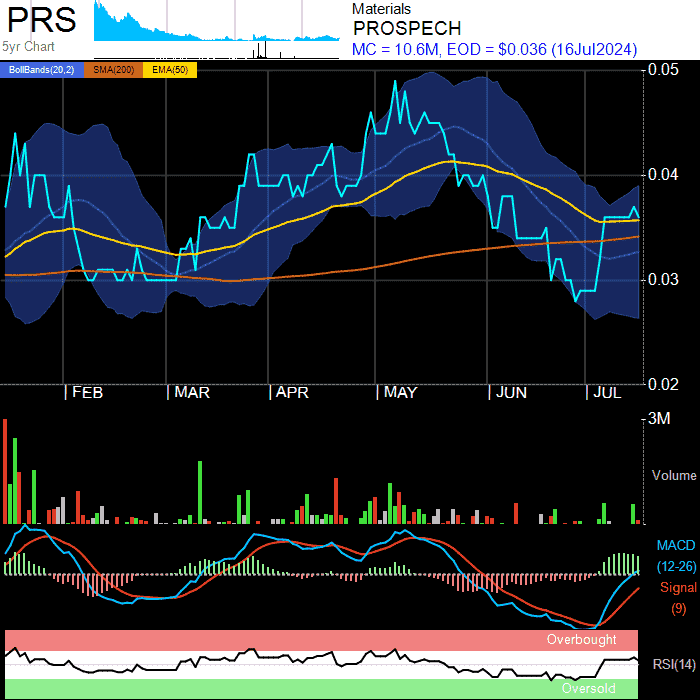 PRS
5yr Chart
Materials
PROSPECH
MC = 10.6M, EOD = $0.036 (16Jul2024)
BollBands(20,2) SMA(200) EMA(50)
0.05
0.04
0.03
0.02
FEB MAR APR MAY JUN JUL
3M
Volume
MACD
(12-26)
Signal
(9)
Overbought
RSI(14)
Oversold